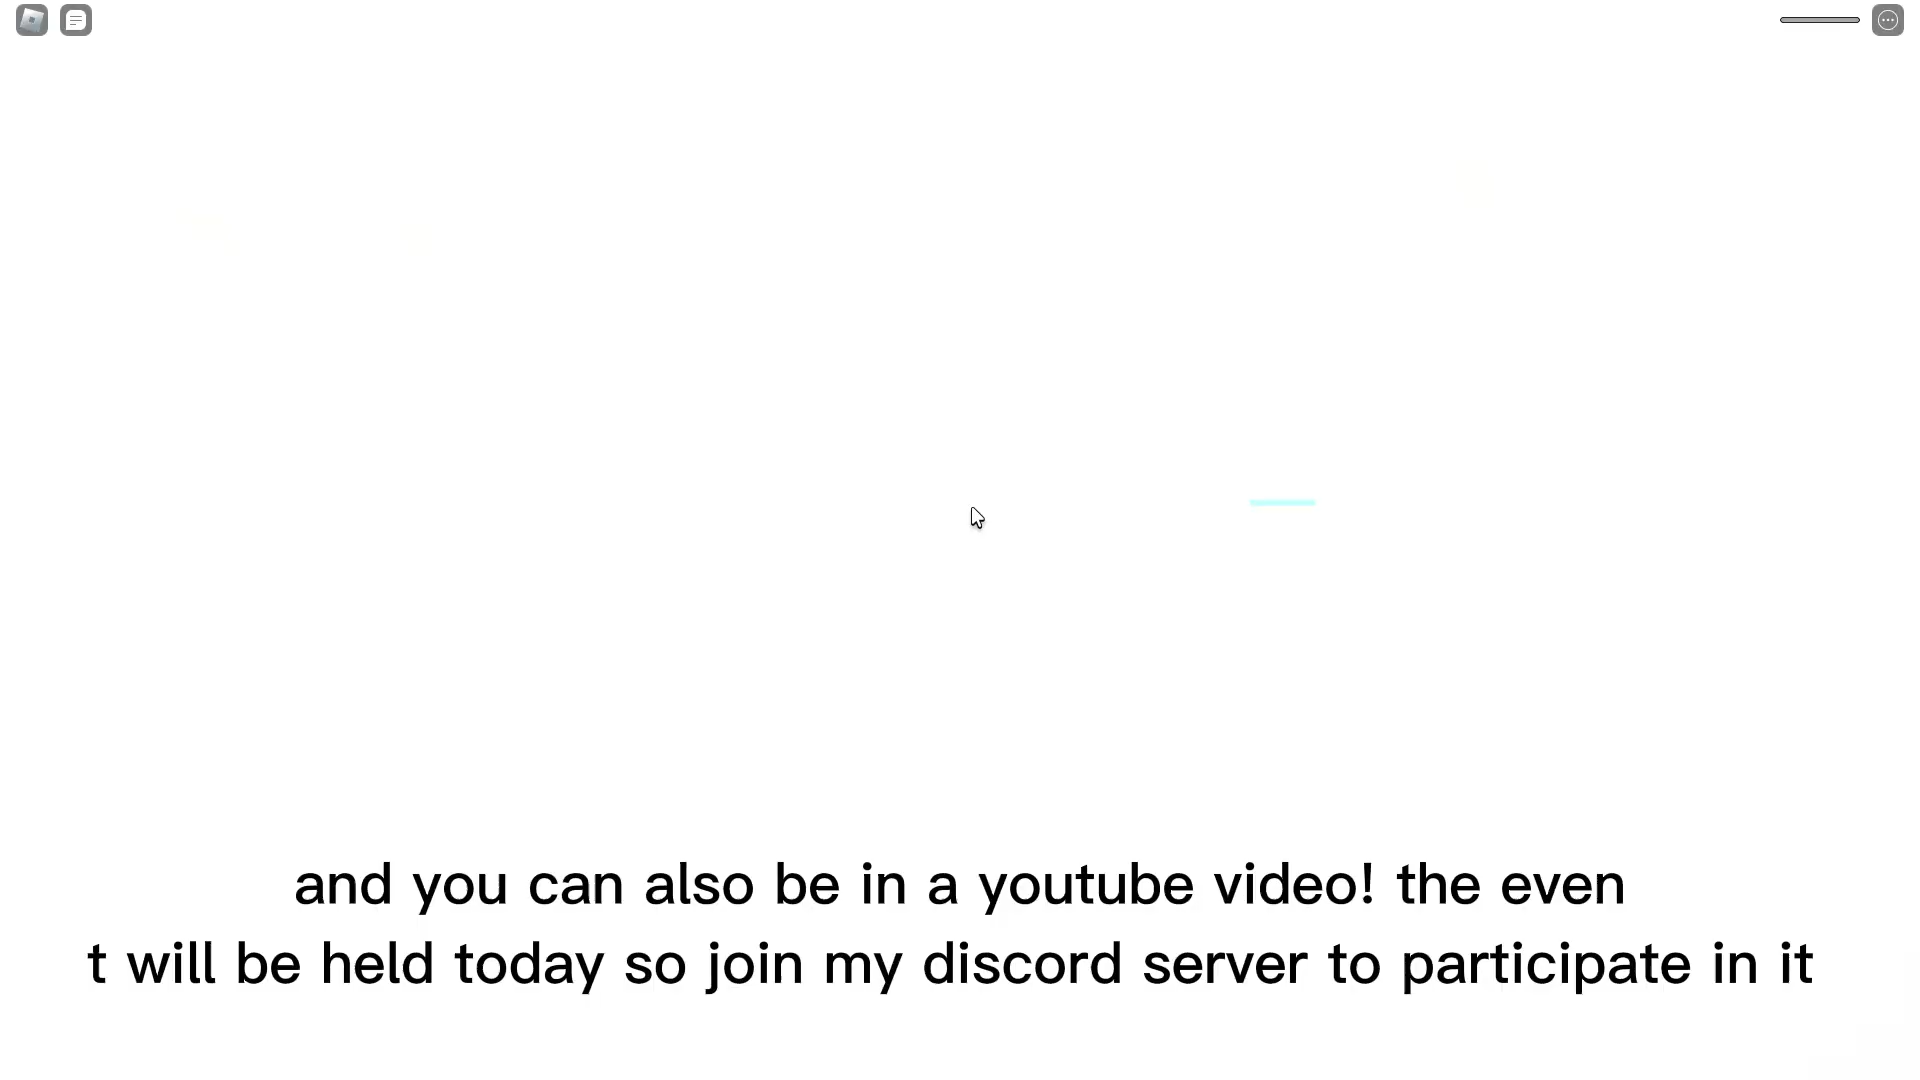 and you can also be in a youtube video! the even
t will be held today so join my discord server to participate in it